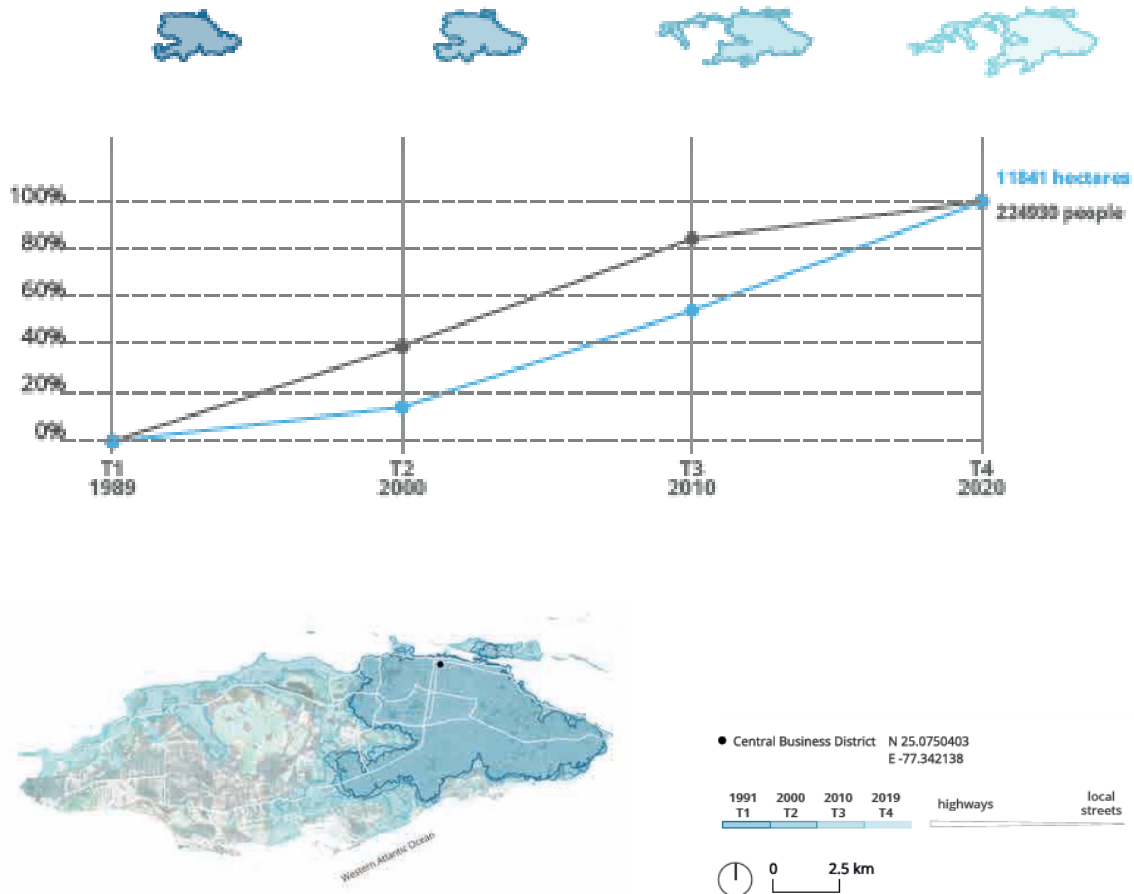 11841 hectares
224939 people
100%
80%
60%
40%
20%
0%
T1
1989
T2
2000
T3
2010
T4
2020
Western Atlantic Ocean
● Central Business District N 25.0750403
E -77.342138
1991 2000 2010 2019
T1 T2 T3 T4
highways
local
streets
0 2.5 km